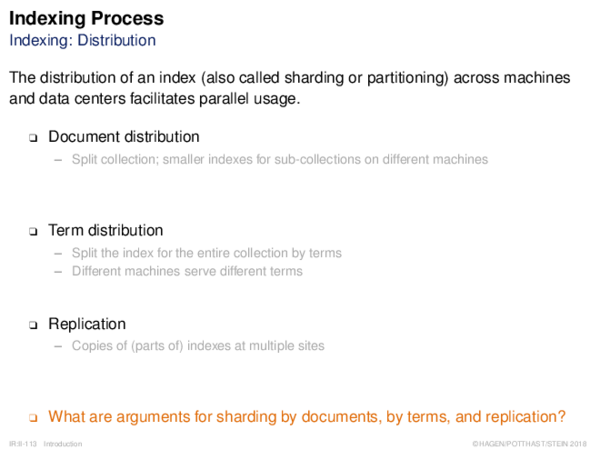 Indexing Process
Indexing: Distribution
The distribution of an index (also called sharding or partitioning) across machines
and data centers facilitates parallel usage.
❑ Document distribution
– Split collection; smaller indexes for sub-collections on different machines
❑ Term distribution
– Split the index for the entire collection by terms
– Different machines serve different terms
❑ Replication
– Copies of (parts of) indexes at multiple sites
❑ What are arguments for sharding by documents, by terms, and replication?
IR:II-113 Introduction ©HAGEN/POTTHAST/STEIN 2018